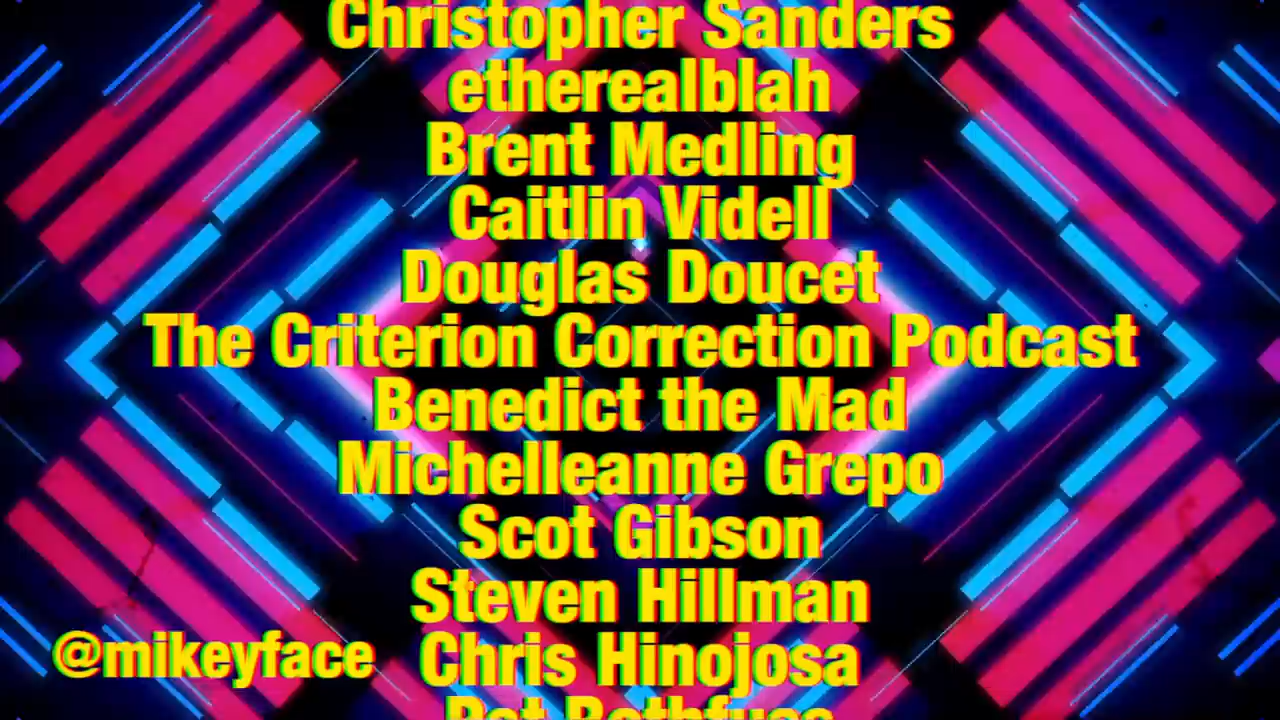 Christopher Sanders
etherealblah
Brent Medling
Caitlin Videll
Douglas Doucet
The Criterion Correction Podcast
Benedict the Mad
Michelleanne Grepo
Scot Gibson
Steven Hillman
@mikeyface
Chris Hinojosa